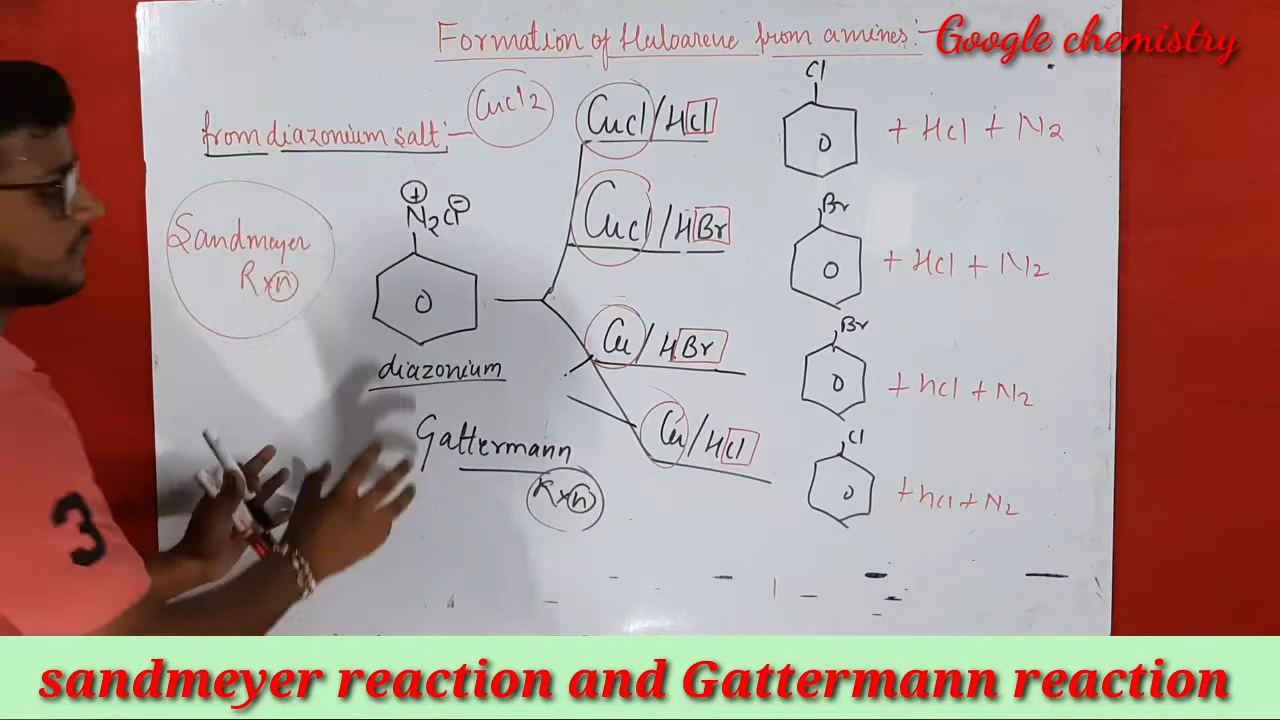 Formation of Haloarene from amines:-
Google chemistry
from diazonium salt:-
CuCl2
CuCl/HCl
Cl
+ HCl + N2
Sandmeyer
Rxn
+
N2Cl-
CuCl/HBr
Br
+ HCl + N2
Cu/HBr
Br
+ hCl + N2
diazonium
Gattermann
Rxn
Cu/HCl
Cl
+ hCl + N2
3
sandmeyer reaction and Gattermann reaction